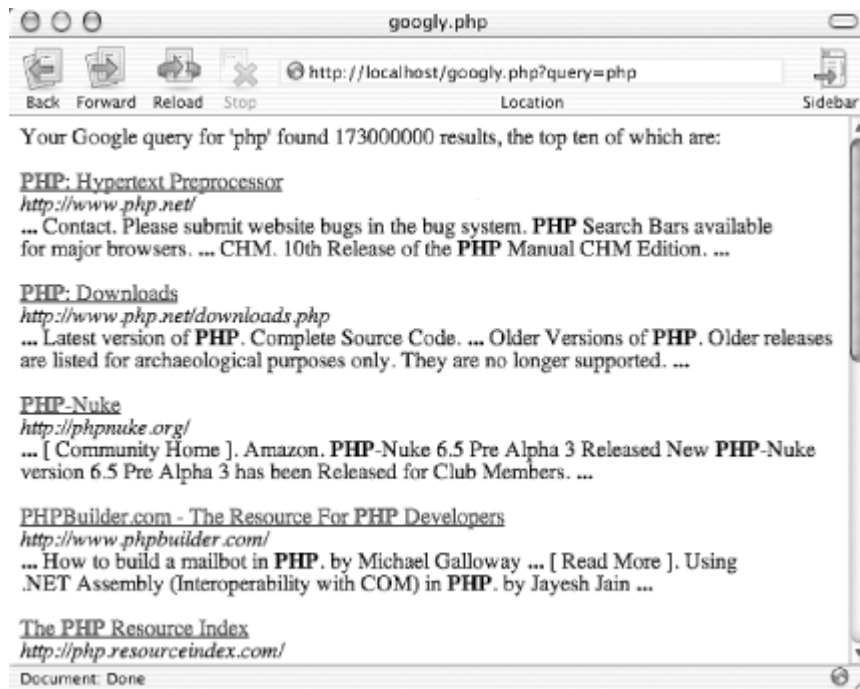 googly.php
http://localhost/googly.php?query=php
Back Forward Reload Stop Location Sidebar
Your Google query for 'php' found 173000000 results, the top ten of which are:
PHP: Hypertext Preprocessor
http://www.php.net/
... Contact. Please submit website bugs in the bug system. PHP Search Bars available
for major browsers. ... CHM. 10th Release of the PHP Manual CHM Edition. ...
PHP: Downloads
http://www.php.net/downloads.php
... Latest version of PHP. Complete Source Code. ... Older Versions of PHP. Older releases
are listed for archaeological purposes only. They are no longer supported. ...
PHP-Nuke
http://phpnuke.org/
... [ Community Home ]. Amazon. PHP-Nuke 6.5 Pre Alpha 3 Released New PHP-Nuke
version 6.5 Pre Alpha 3 has been Released for Club Members. ...
PHPBuilder.com - The Resource For PHP Developers
http://www.phpbuilder.com/
... How to build a mailbot in PHP. by Michael Galloway ... [ Read More ]. Using
.NET Assembly (Interoperability with COM) in PHP. by Jayesh Jain ...
The PHP Resource Index
http://php.resourceindex.com/
Document: Done